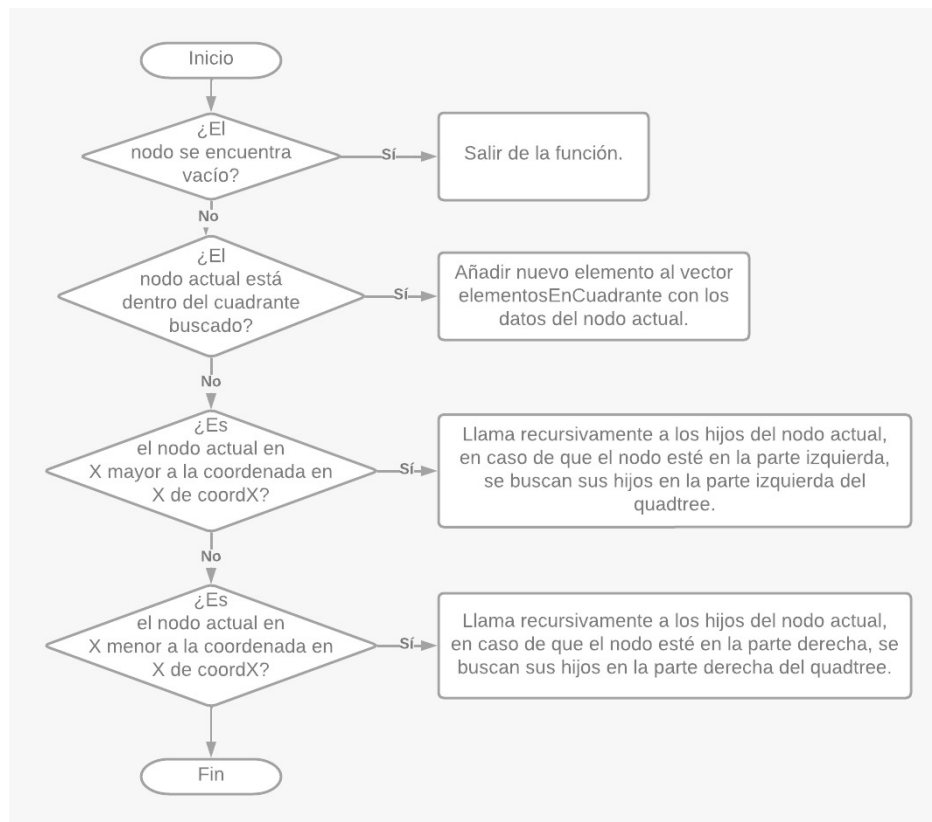 Inicio
¿El
nodo se encuentra
vacío?
Sí
Salir de la función.
No
¿El
nodo actual está
dentro del cuadrante
buscado?
Sí
Añadir nuevo elemento al vector
elementosEnCuadrante con los
datos del nodo actual.
No
¿Es
el nodo actual en
X mayor a la coordenada en
X de coordX?
Sí
Llama recursivamente a los hijos del nodo actual,
en caso de que el nodo esté en la parte izquierda,
se buscan sus hijos en la parte izquierda del
quadtree.
No
¿Es
el nodo actual en
X menor a la coordenada en
X de coordX?
Sí
Llama recursivamente a los hijos del nodo actual,
en caso de que el nodo esté en la parte derecha, se
buscan sus hijos en la parte derecha del quadtree.
Fin